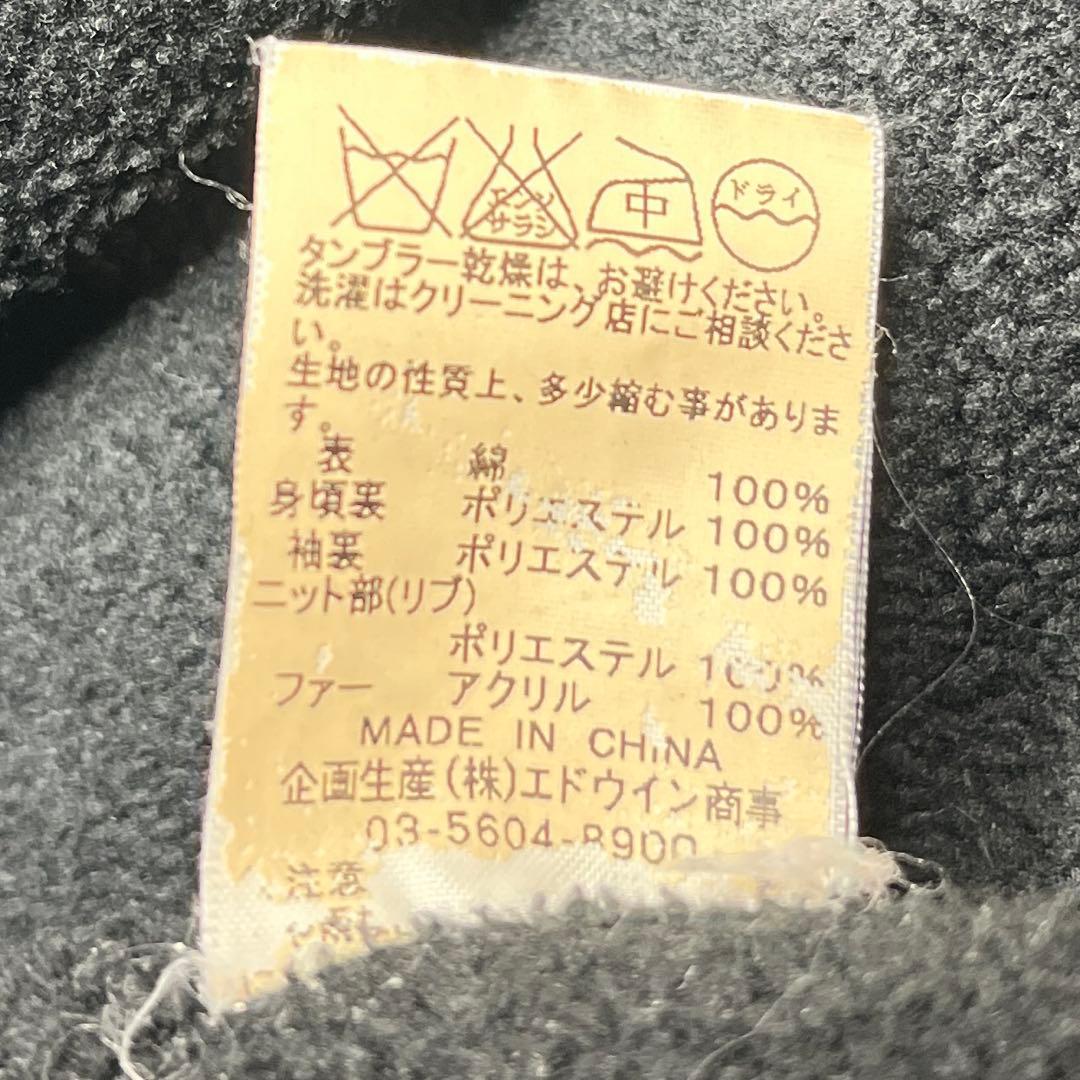 エンソ
サラシ
中
ドライ
タンブラー乾燥は、お避けください。
洗濯はクリーニング店にご相談くださ
い。
生地の性質上、多少縮む事がありま
す。
表 綿 100%
身頃裏 ポリエステル 100%
袖裏 ポリエステル 100%
ニット部(リブ)
ポリエステル 100%
ファー アクリル 100%
MADE IN CHINA
企画生産(株)エドウイン商事
03-5604-8900
注意